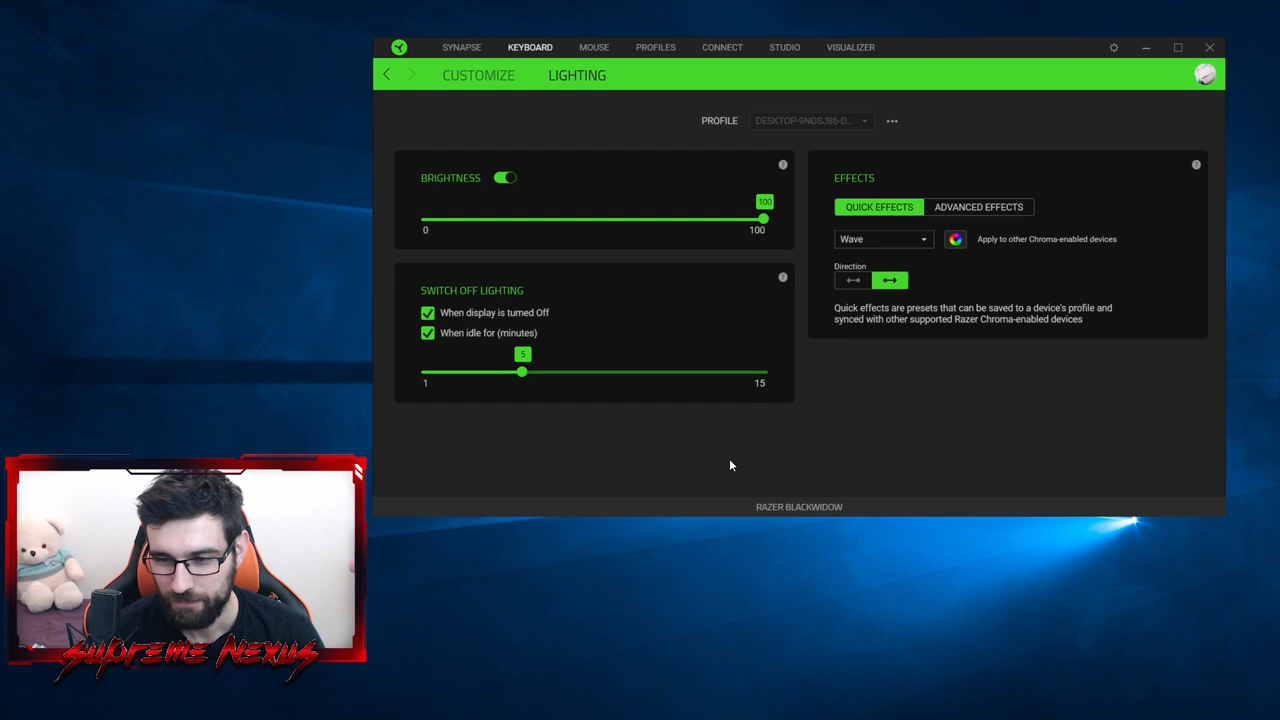 SYNAPSE KEYBOARD MOUSE PROFILES CONNECT STUDIO VISUALIZER
CUSTOMIZE LIGHTING
PROFILE DESKTOP-9NDSJ86-D... •••
BRIGHTNESS
100
0 100
SWITCH OFF LIGHTING
When display is turned Off
When idle for (minutes)
5
1 15
EFFECTS
QUICK EFFECTS ADVANCED EFFECTS
Wave Apply to other Chroma-enabled devices
Direction
Quick effects are presets that can be saved to a device's profile and
synced with other supported Razer Chroma-enabled devices
RAZER BLACKWIDOW
Supreme Nexus